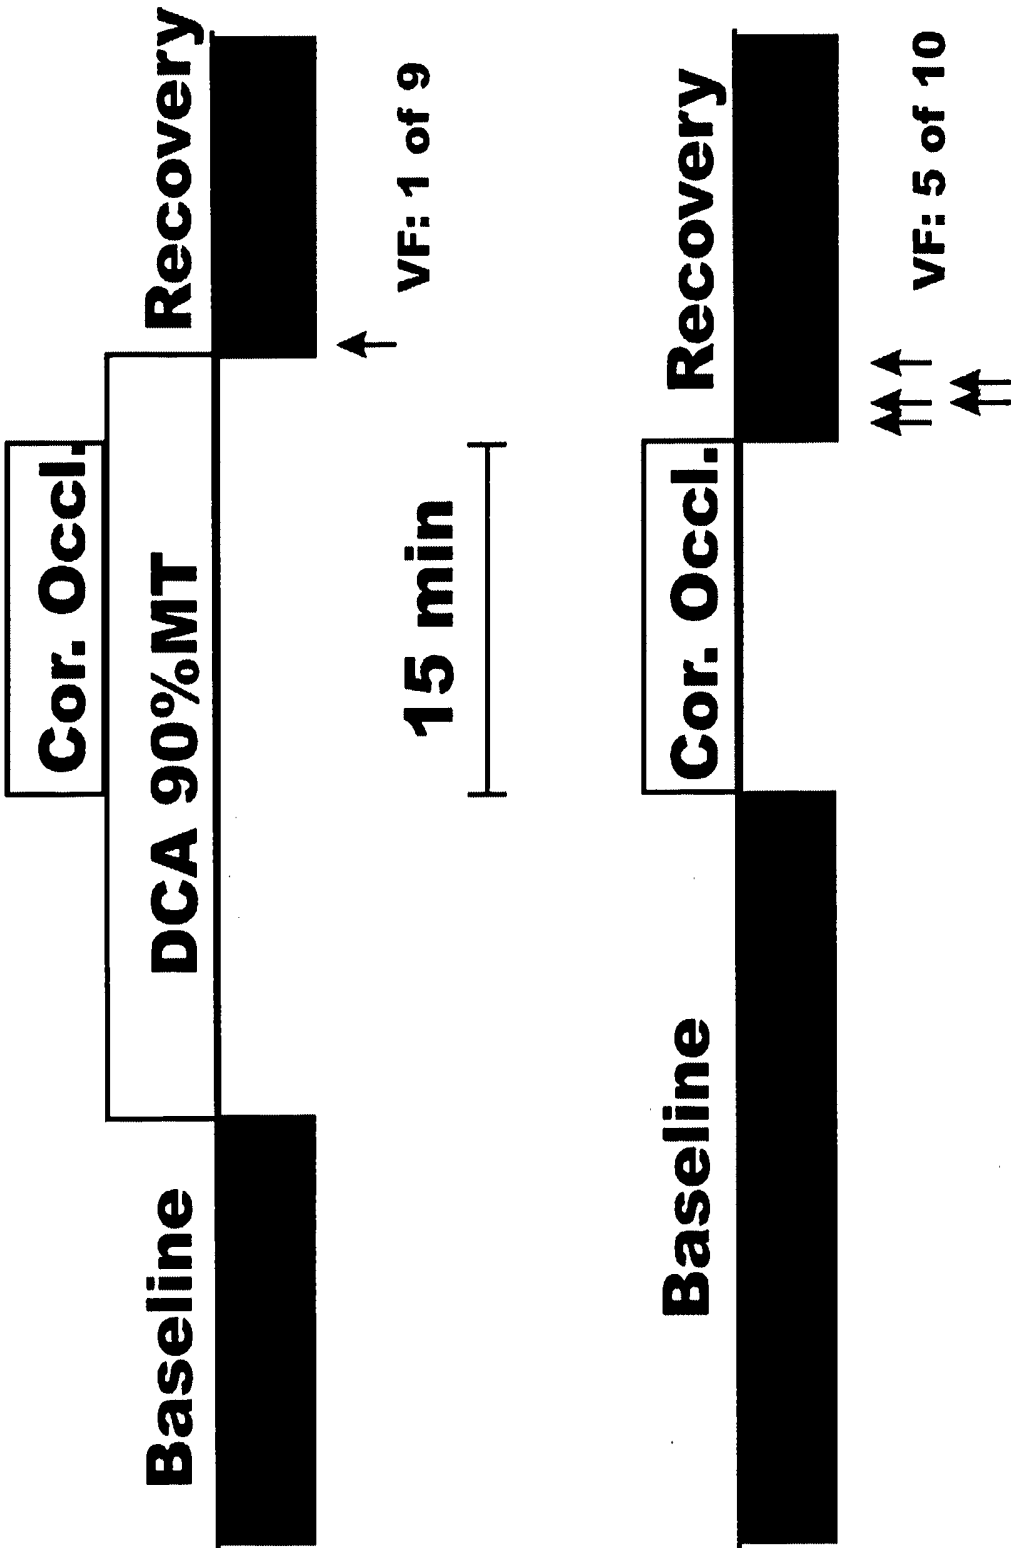 Cor. Occl.
Baseline
DCA 90%MT
Recovery
15 min
VF: 1 of 9
Cor. Occl.
Baseline
Recovery
VF: 5 of 10